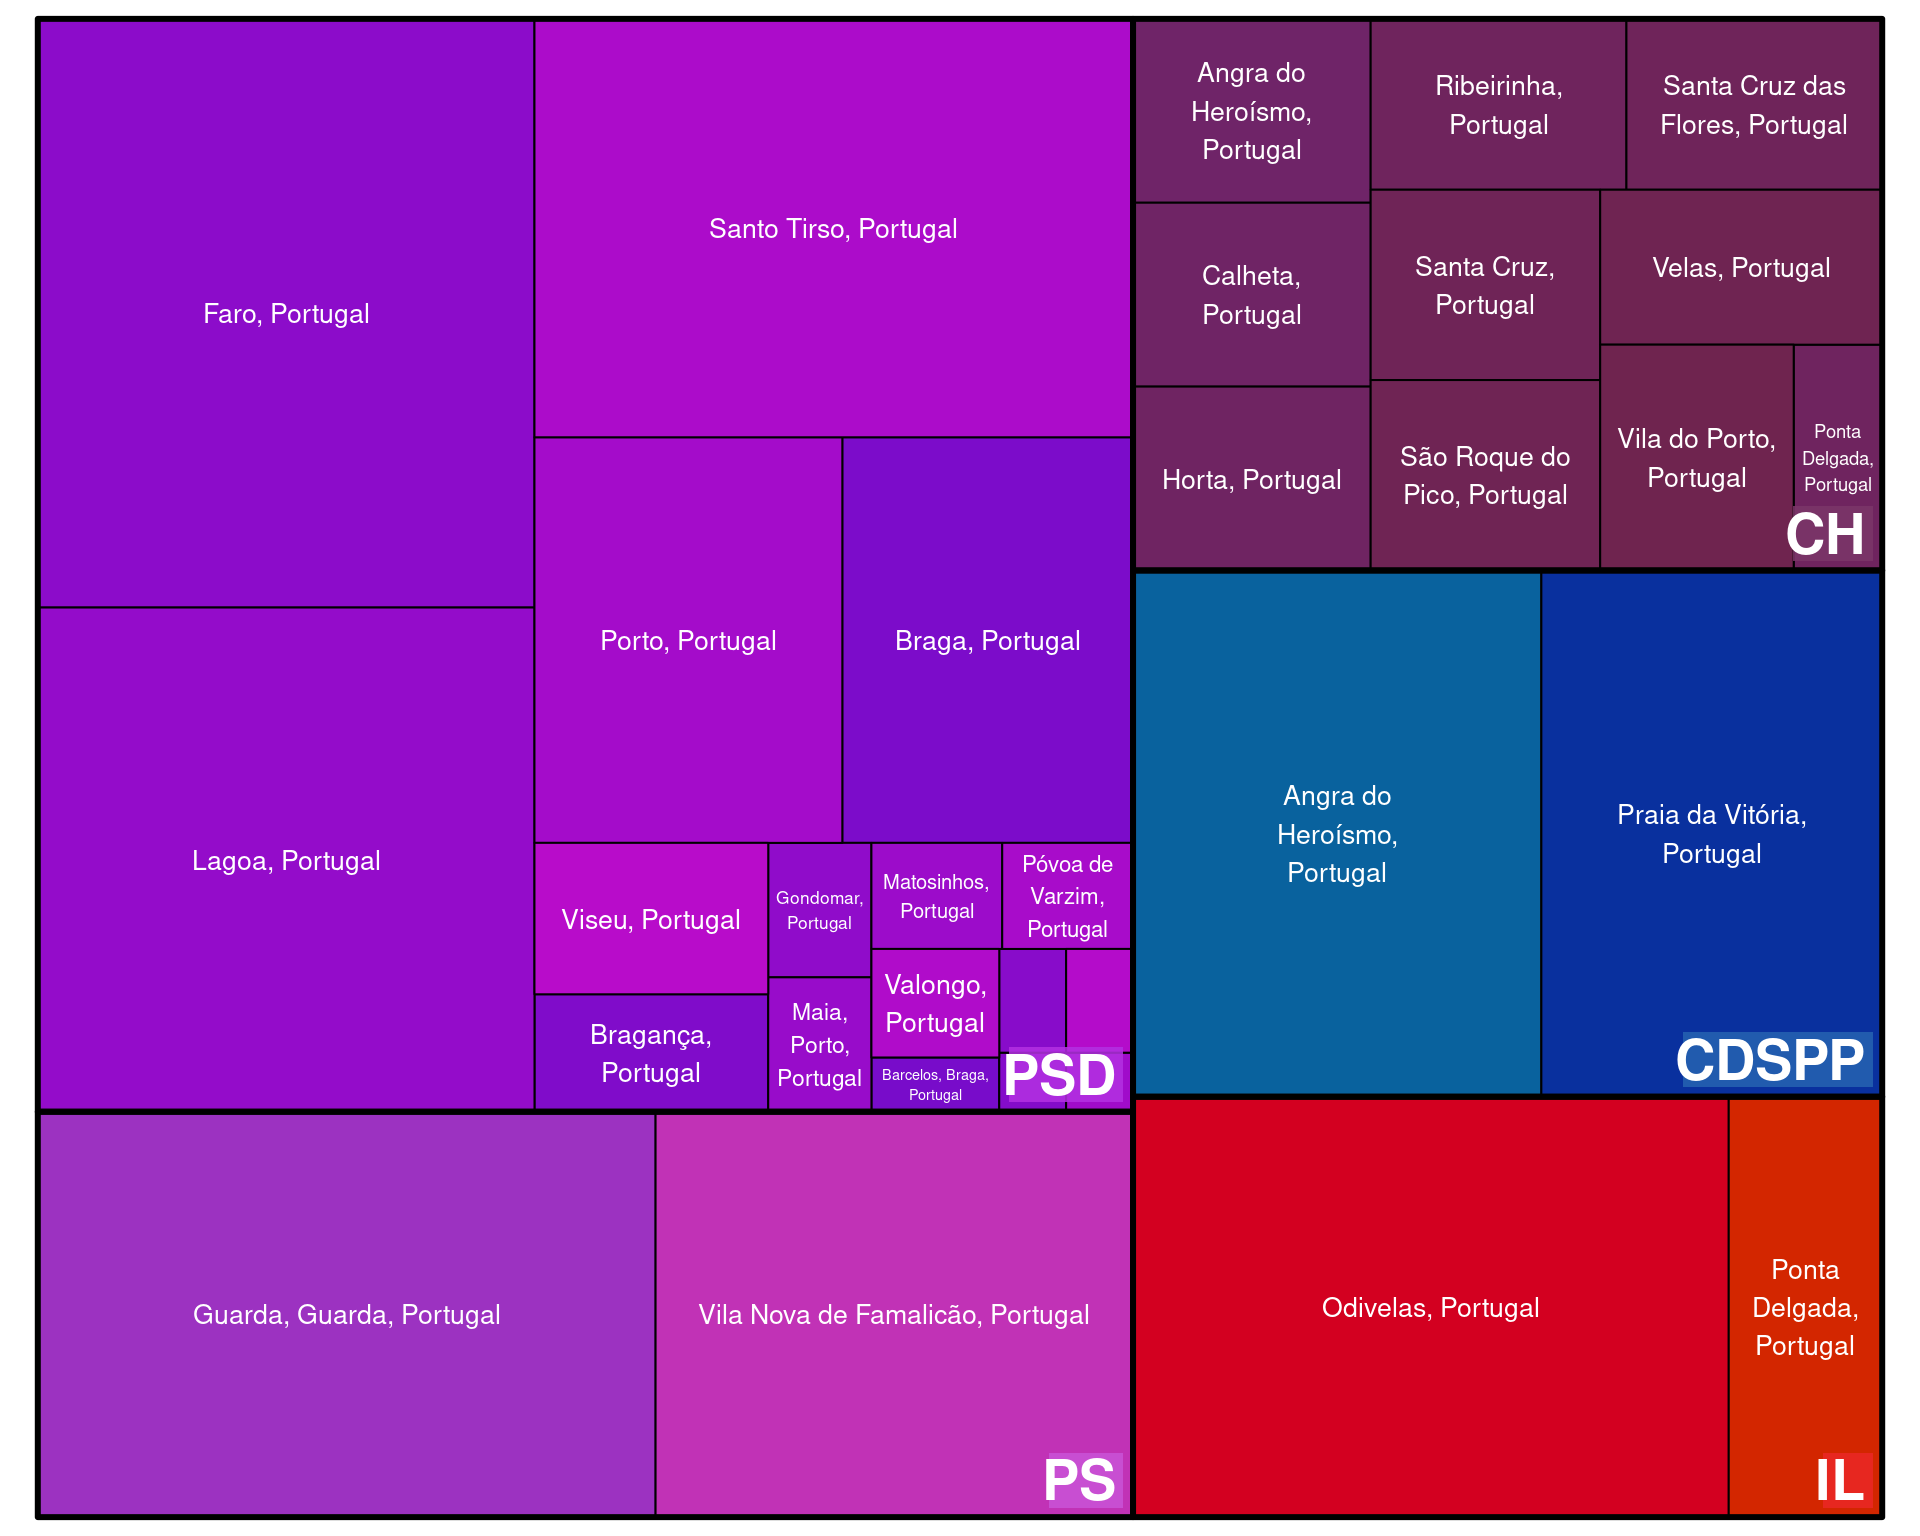 Faro, Portugal
Lagoa, Portugal
Santo Tirso, Portugal
Porto, Portugal
Braga, Portugal
Viseu, Portugal
Bragança,
Portugal
Gondomar,
Portugal
Maia,
Porto,
Portugal
Matosinhos,
Portugal
Póvoa de
Varzim,
Portugal
Valongo,
Portugal
Barcelos, Braga,
Portugal
PSD
Guarda, Guarda, Portugal
Vila Nova de Famalicão, Portugal
PS
Angra do
Heroísmo,
Portugal
Calheta,
Portugal
Horta, Portugal
Ribeirinha,
Portugal
Santa Cruz das
Flores, Portugal
Santa Cruz,
Portugal
Velas, Portugal
São Roque do
Pico, Portugal
Vila do Porto,
Portugal
Ponta
Delgada,
Portugal
CH
Angra do
Heroísmo,
Portugal
Praia da Vitória,
Portugal
CDSPP
Odivelas, Portugal
Ponta
Delgada,
Portugal
IL